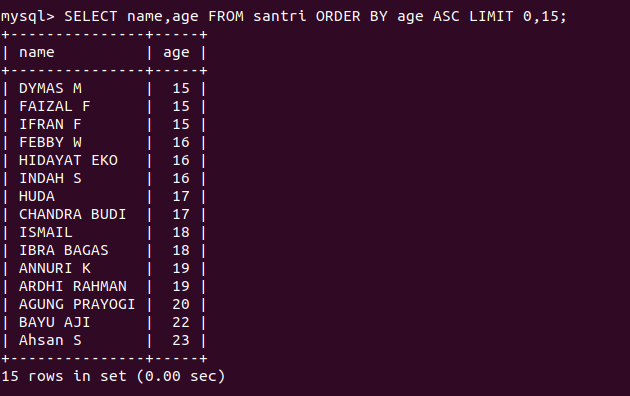 mysql> SELECT name,age FROM santri ORDER BY age ASC LIMIT 0,15;
+---------------+-----+
| name          | age |
+---------------+-----+
| DYMAS M       |  15 |
| FAIZAL F      |  15 |
| IFRAN F       |  15 |
| FEBBY W       |  16 |
| HIDAYAT EKO   |  16 |
| INDAH S       |  16 |
| HUDA          |  17 |
| CHANDRA BUDI  |  17 |
| ISMAIL        |  18 |
| IBRA BAGAS    |  18 |
| ANNURI K      |  19 |
| ARDHI RAHMAN  |  19 |
| AGUNG PRAYOGI |  20 |
| BAYU AJI      |  22 |
| Ahsan S       |  23 |
+---------------+-----+
15 rows in set (0.00 sec)